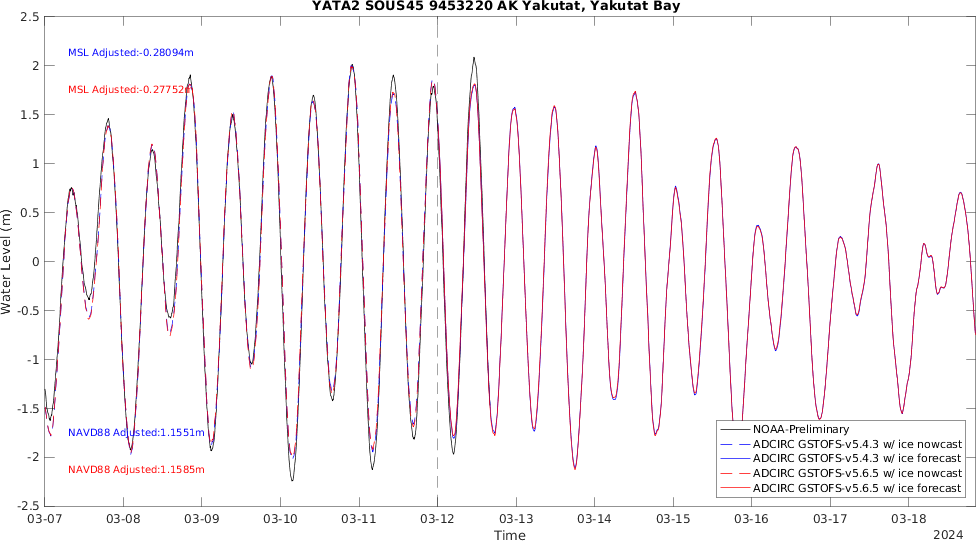 YATA2 SOUS45 9453220 AK Yakutat, Yakutat Bay
2.5
2
1.5
1
0.5
0
-0.5
-1
-1.5
-2
-2.5
Water Level (m)
MSL Adjusted:-0.28094m
MSL Adjusted:-0.27752m
NAVD88 Adjusted:1.1551m
NAVD88 Adjusted:1.1585m
NOAA-Preliminary
ADCIRC GSTOFS-v5.4.3 w/ ice nowcast
ADCIRC GSTOFS-v5.4.3 w/ ice forecast
ADCIRC GSTOFS-v5.6.5 w/ ice nowcast
ADCIRC GSTOFS-v5.6.5 w/ ice forecast
03-07 03-08 03-09 03-10 03-11 03-12 03-13 03-14 03-15 03-16 03-17 03-18
Time
2024